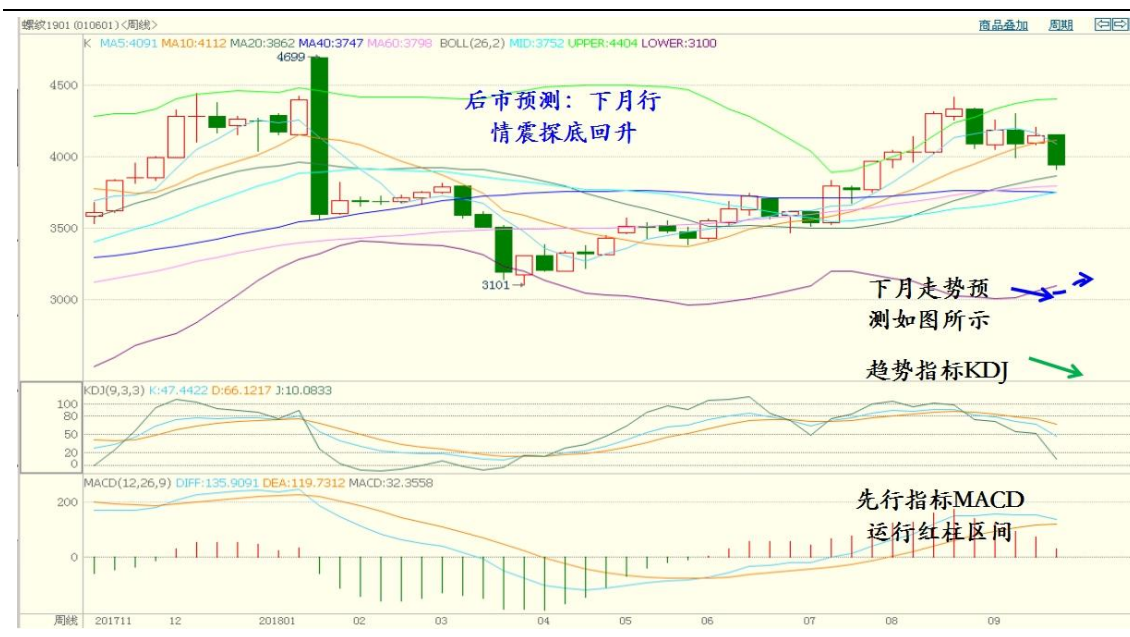 螺纹1901 (010601)<周线>
商品叠加 周期
K MA5:4091 MA10:4112 MA20:3862 MA40:3747 MA60:3798 BOLL(26,2) MID:3752 UPPER:4404 LOWER:3100
4699
后市预测：下月行
情震探底回升
4500
4000
3500
3000
3101
下月走势预
测如图所示
趋势指标KDJ
KDJ(9,3,3) K:47.4422 D:66.1217 J:10.0833
100
80
50
20
0
MACD(12,26,9) DIFF:135.9091 DEA:119.7312 MACD:32.3558
先行指标MACD
运行红柱区间
200
0
周线 201711 12 201801 02 03 04 05 06 07 08 09